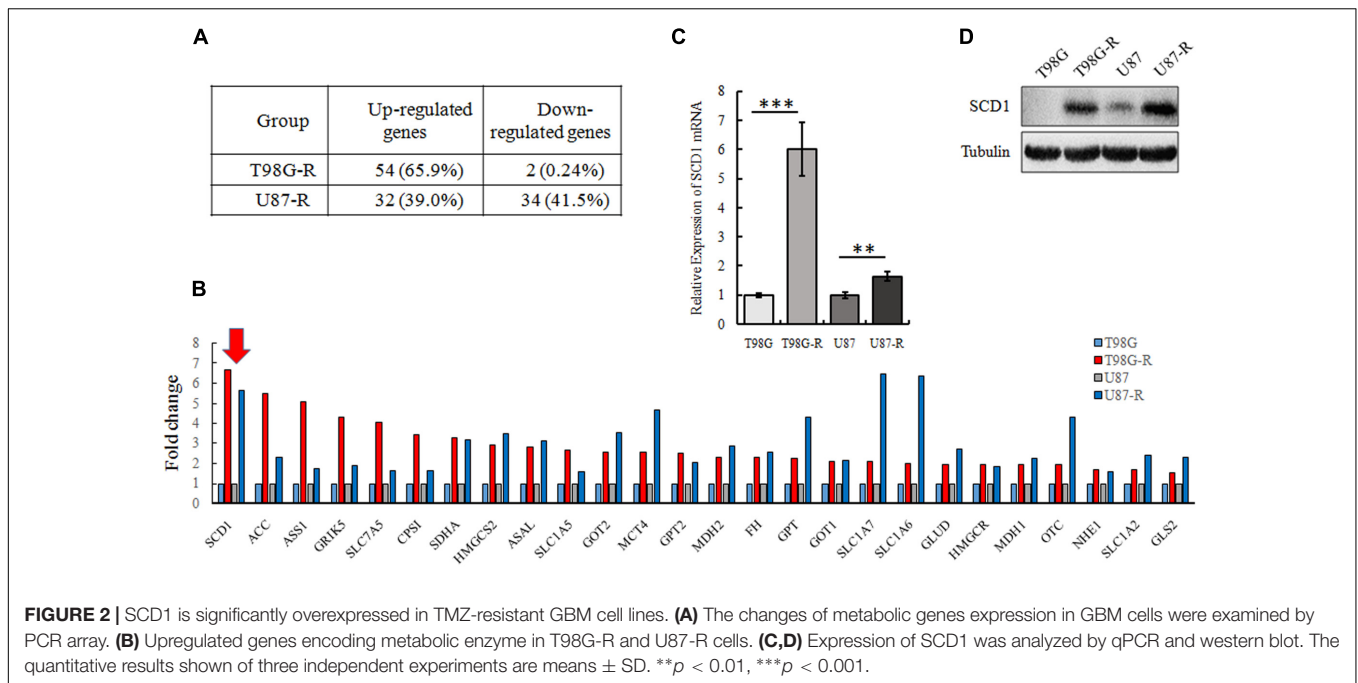 A
Group
Up-regulated
genes
Down-
regulated genes
T98G-R
54 (65.9%)
2 (0.24%)
U87-R
32 (39.0%)
34 (41.5%)
C
Relative Expression of SCD1 mRNA
8
7
6
5
4
3
2
1
0
***
**
T98G
T98G-R
U87
U87-R
D
T98G
T98G-R
U87
U87-R
SCD1
Tubulin
B
Fold change
8
7
6
5
4
3
2
1
0
T98G
T98G-R
U87
U87-R
SCD1
ACC
ASS1
GRIK5
SLC7A5
CPSI
SDHA
HMGCS2
ASAL
SLC1A5
GOT2
MCT4
GPT2
MDH2
FH
GPT
GOT1
SLC1A7
SLC1A6
GLUD
HMGCR
MDH1
OTC
NHE1
SLC1A2
GLS2
FIGURE 2 | SCD1 is significantly overexpressed in TMZ-resistant GBM cell lines. (A) The changes of metabolic genes expression in GBM cells were examined by
PCR array. (B) Upregulated genes encoding metabolic enzyme in T98G-R and U87-R cells. (C,D) Expression of SCD1 was analyzed by qPCR and western blot. The
quantitative results shown of three independent experiments are means ± SD. **p < 0.01, ***p < 0.001.